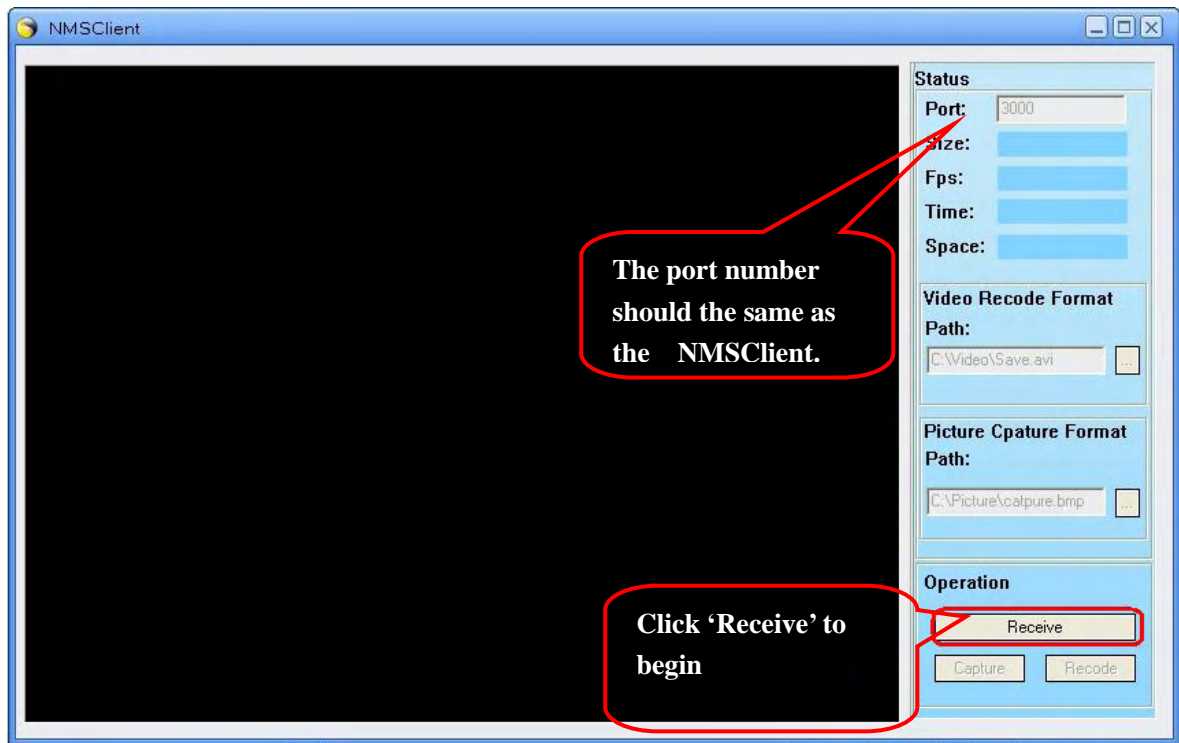 NMSClient
Status
Port: 3000
Size:
Fps:
Time:
Space:
The port number
should the same as
the NMSClient.
Video Recode Format
Path:
C:\Video\Save.avi ...
Picture Cpature Format
Path:
C:\Picture\catpure.bmp ...
Operation
Click ‘Receive’ to
begin
Receive
Capture Recode